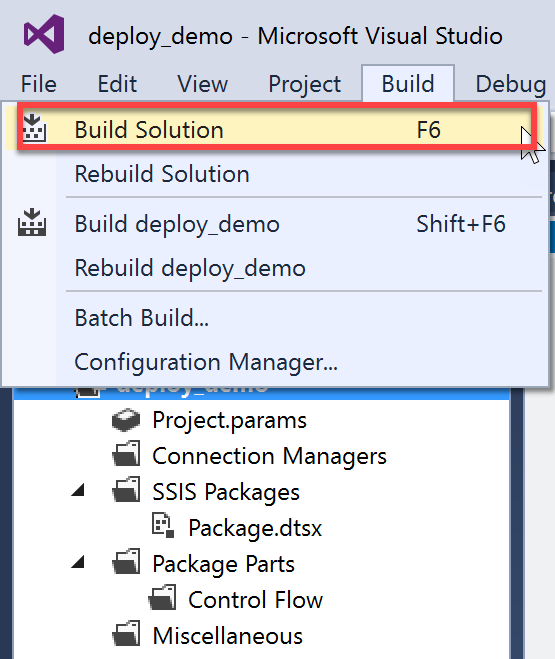 deploy_demo - Microsoft Visual Studio
File Edit View Project Build Debug
Build Solution F6
Rebuild Solution
Build deploy_demo Shift+F6
Rebuild deploy_demo
Batch Build...
Configuration Manager...
deploy_demo
Project.params
Connection Managers
SSIS Packages
Package.dtsx
Package Parts
Control Flow
Miscellaneous